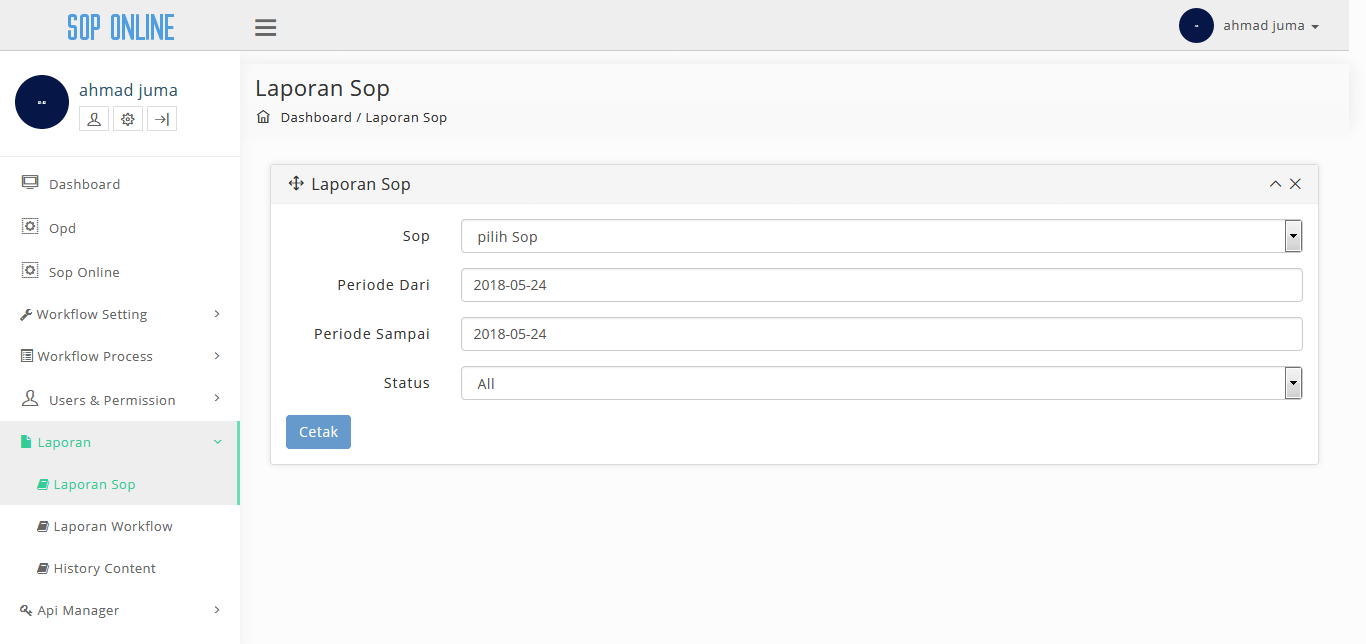 SOP ONLINE
ahmad juma
ahmad juma
Dashboard
Opd
Sop Online
Workflow Setting
Workflow Process
Users & Permission
Laporan
Laporan Sop
Laporan Workflow
History Content
Api Manager
Laporan Sop
Dashboard / Laporan Sop
Laporan Sop
Sop pilih Sop
Periode Dari 2018-05-24
Periode Sampai 2018-05-24
Status All
Cetak